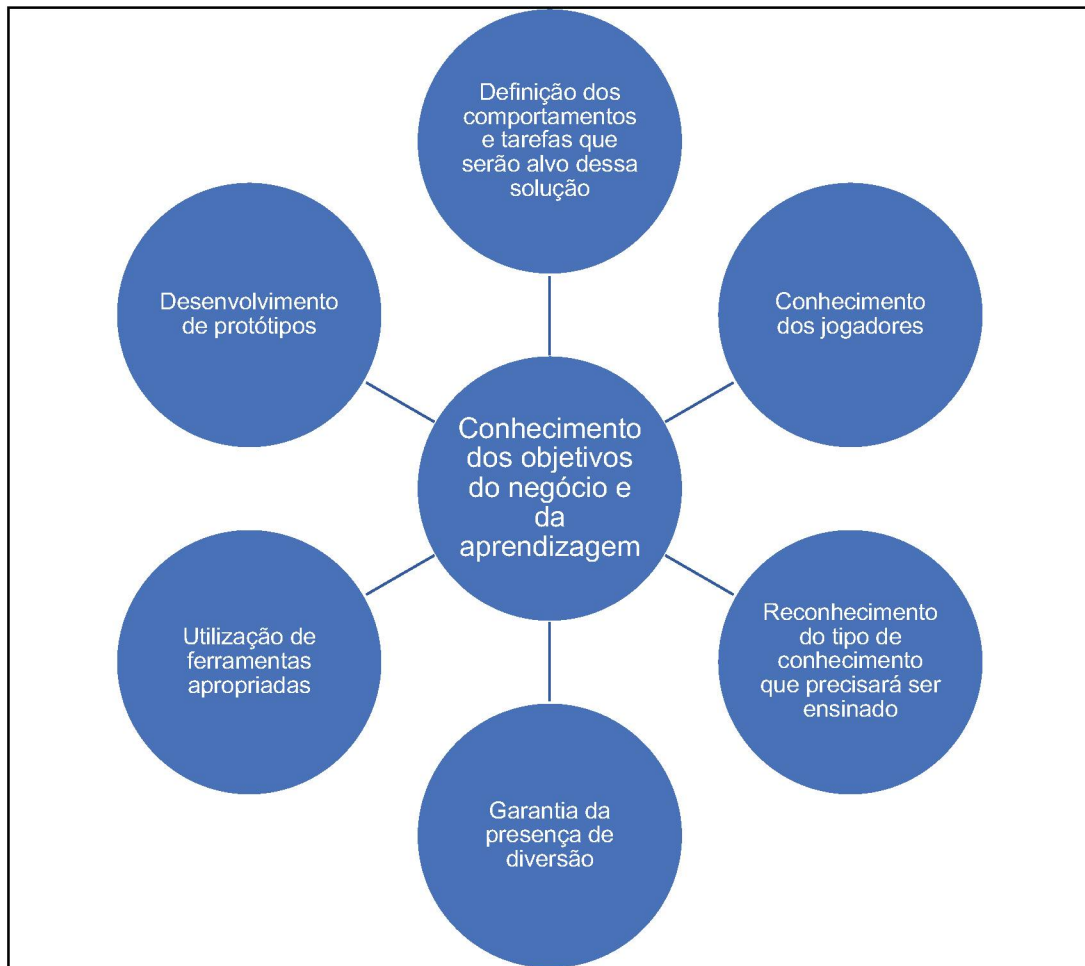 Definição dos
comportamentos
e tarefas que
serão alvo dessa
solução
Conhecimento
dos jogadores
Reconhecimento
do tipo de
conhecimento
que precisará ser
ensinado
Garantia da
presença de
diversão
Utilização de
ferramentas
apropriadas
Desenvolvimento
de protótipos
Conhecimento
dos objetivos
do negócio e
da
aprendizagem